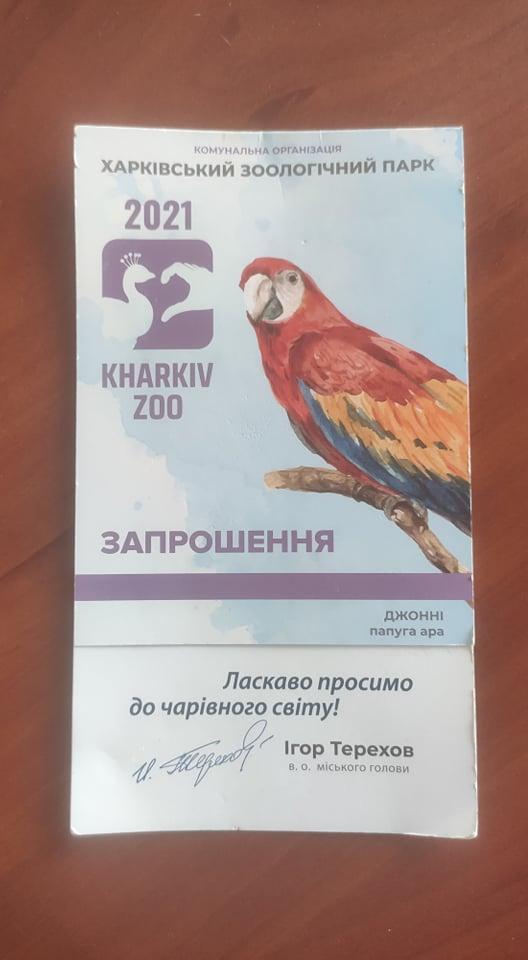 КОМУНАЛЬНА ОРГАНІЗАЦІЯ
ХАРКІВСЬКИЙ ЗООЛОГІЧНИЙ ПАРК
2021
KHARKIV
ZOO
ЗАПРОШЕННЯ
ДЖОННІ
папуга ара
Ласкаво просимо
до чарівного світу!
И. Терехов
Ігор Терехов
в. о. міського голови